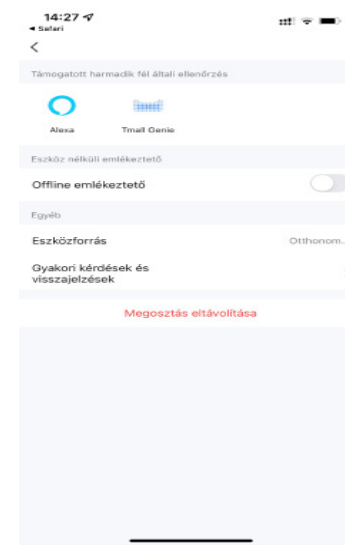 14:27
◄ Safari
Támogatott harmadik fél általi ellenőrzés
Alexa
Tmall Genie
Eszköz nélküli emlékeztető
Offline emlékeztető
Egyéb
Eszközforrás
Otthonom..
Gyakori kérdések és
visszajelzések
Megosztás eltávolítása